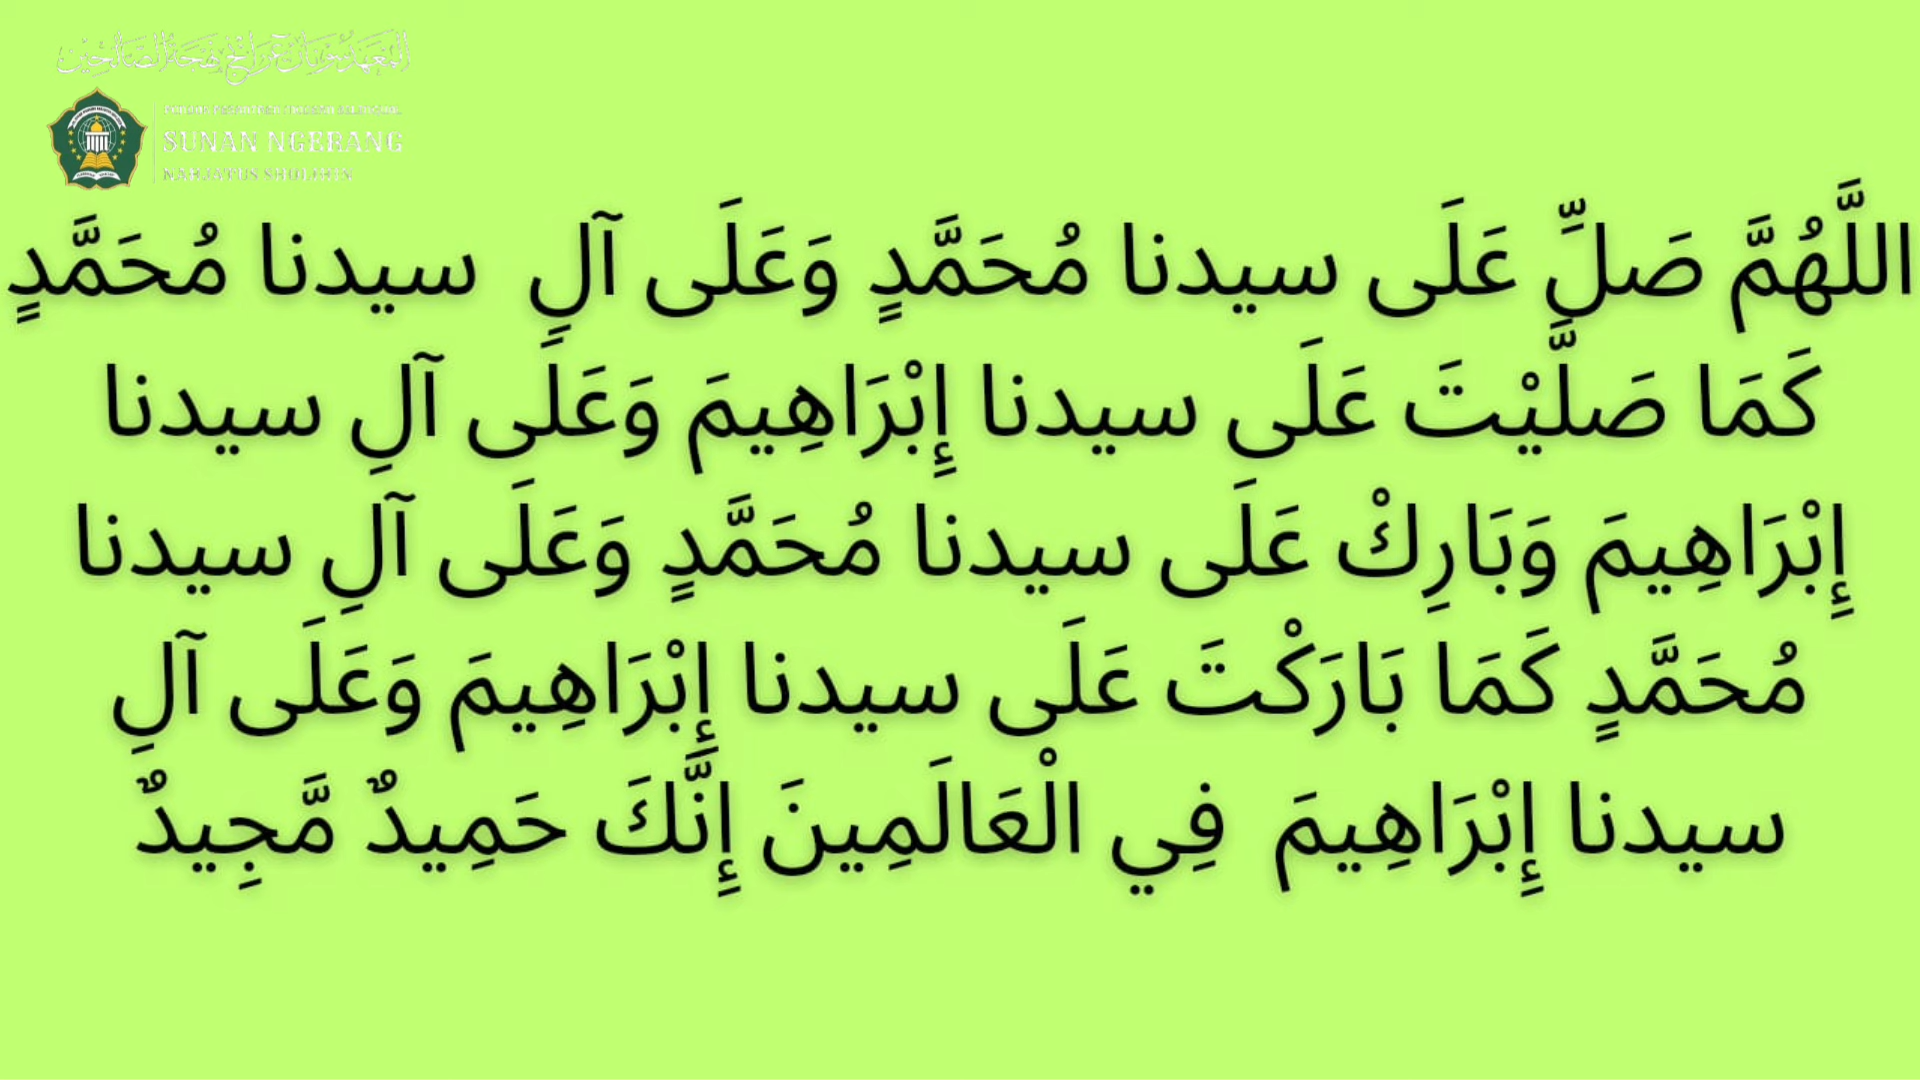 SUNAN NGERANG
اللَّهُمَّ صَلِّ عَلَى سيدنا مُحَمَّدٍ وَعَلَى آلِ سيدنا مُحَمَّدٍ
كَمَا صَلَّيْتَ عَلَى سيدنا إِبْرَاهِيمَ وَعَلَى آلِ سيدنا
إِبْرَاهِيمَ وَبَارِكْ عَلَى سيدنا مُحَمَّدٍ وَعَلَى آلِ سيدنا
مُحَمَّدٍ كَمَا بَارَكْتَ عَلَى سيدنا إِبْرَاهِيمَ وَعَلَى آلِ
سيدنا إِبْرَاهِيمَ فِي الْعَالَمِينَ إِنَّكَ حَمِيدٌ مَّجِيدٌ